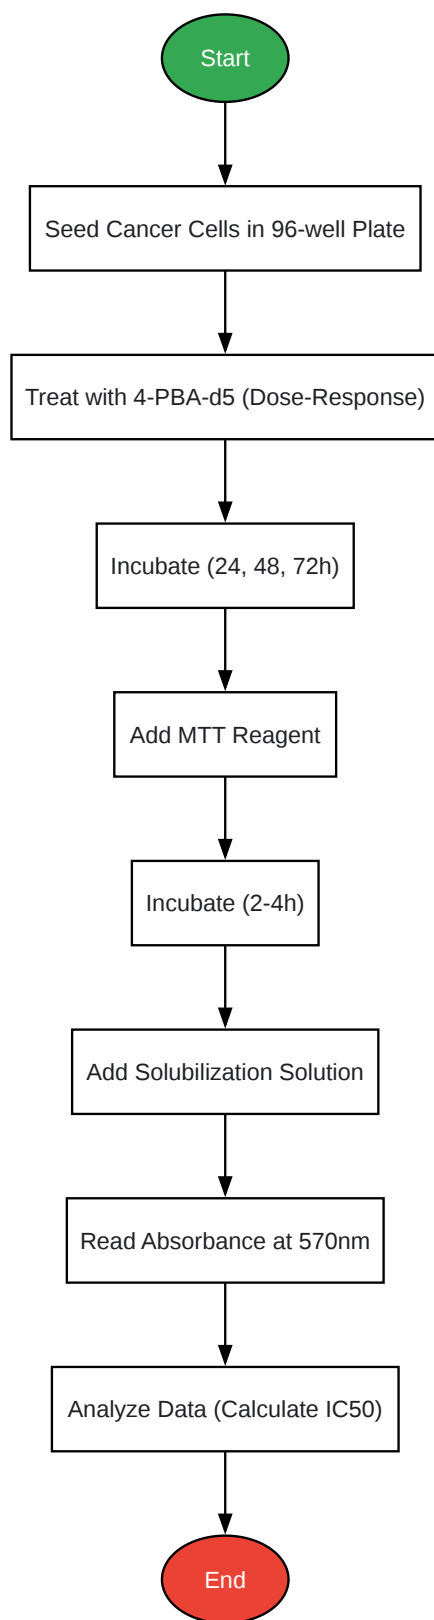 Start
Seed Cancer Cells in 96-well Plate
Treat with 4-PBA-d5 (Dose-Response)
Incubate (24, 48, 72h)
Add MTT Reagent
Incubate (2-4h)
Add Solubilization Solution
Read Absorbance at 570nm
Analyze Data (Calculate IC50)
End